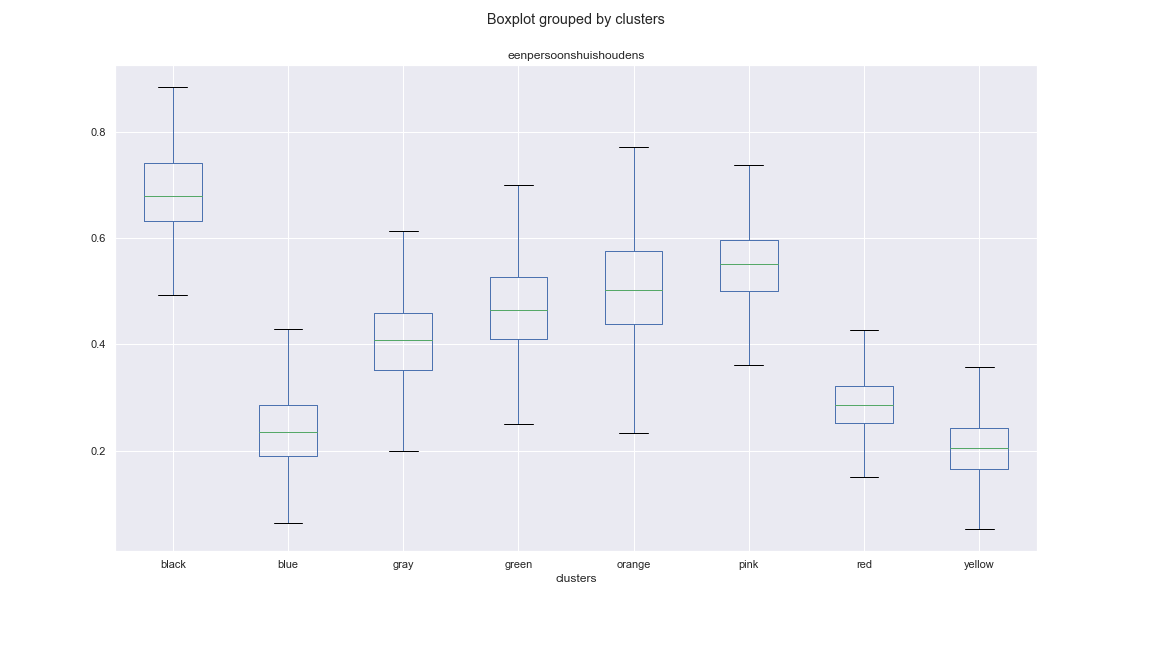 Boxplot grouped by clusters
eenpersoonshuishoudens
0.8
0.6
0.4
0.2
black blue gray green orange pink red yellow
clusters